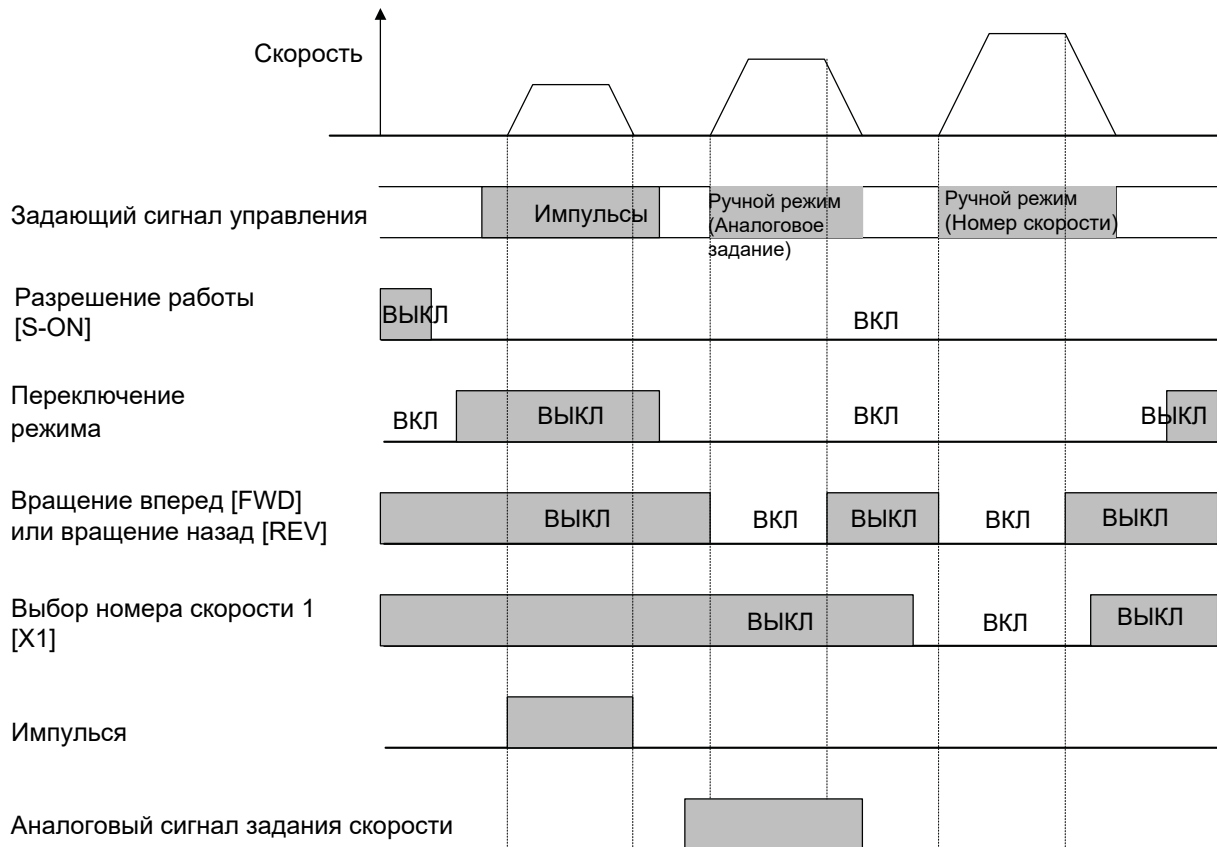 Скорость
Задающий сигнал управления
Импульсы
Ручной режим
(Аналоговое
задание)
Ручной режим
(Номер скорости)
Разрешение работы
[S-ON]
ВЫКЛ
ВКЛ
Переключение
режима
ВКЛ
ВЫКЛ
ВКЛ
ВЫКЛ
Вращение вперед [FWD]
или вращение назад [REV]
ВЫКЛ
ВКЛ
ВЫКЛ
ВКЛ
ВЫКЛ
Выбор номера скорости 1
[X1]
ВЫКЛ
ВКЛ
ВЫКЛ
Импулься
Аналоговый сигнал задания скорости